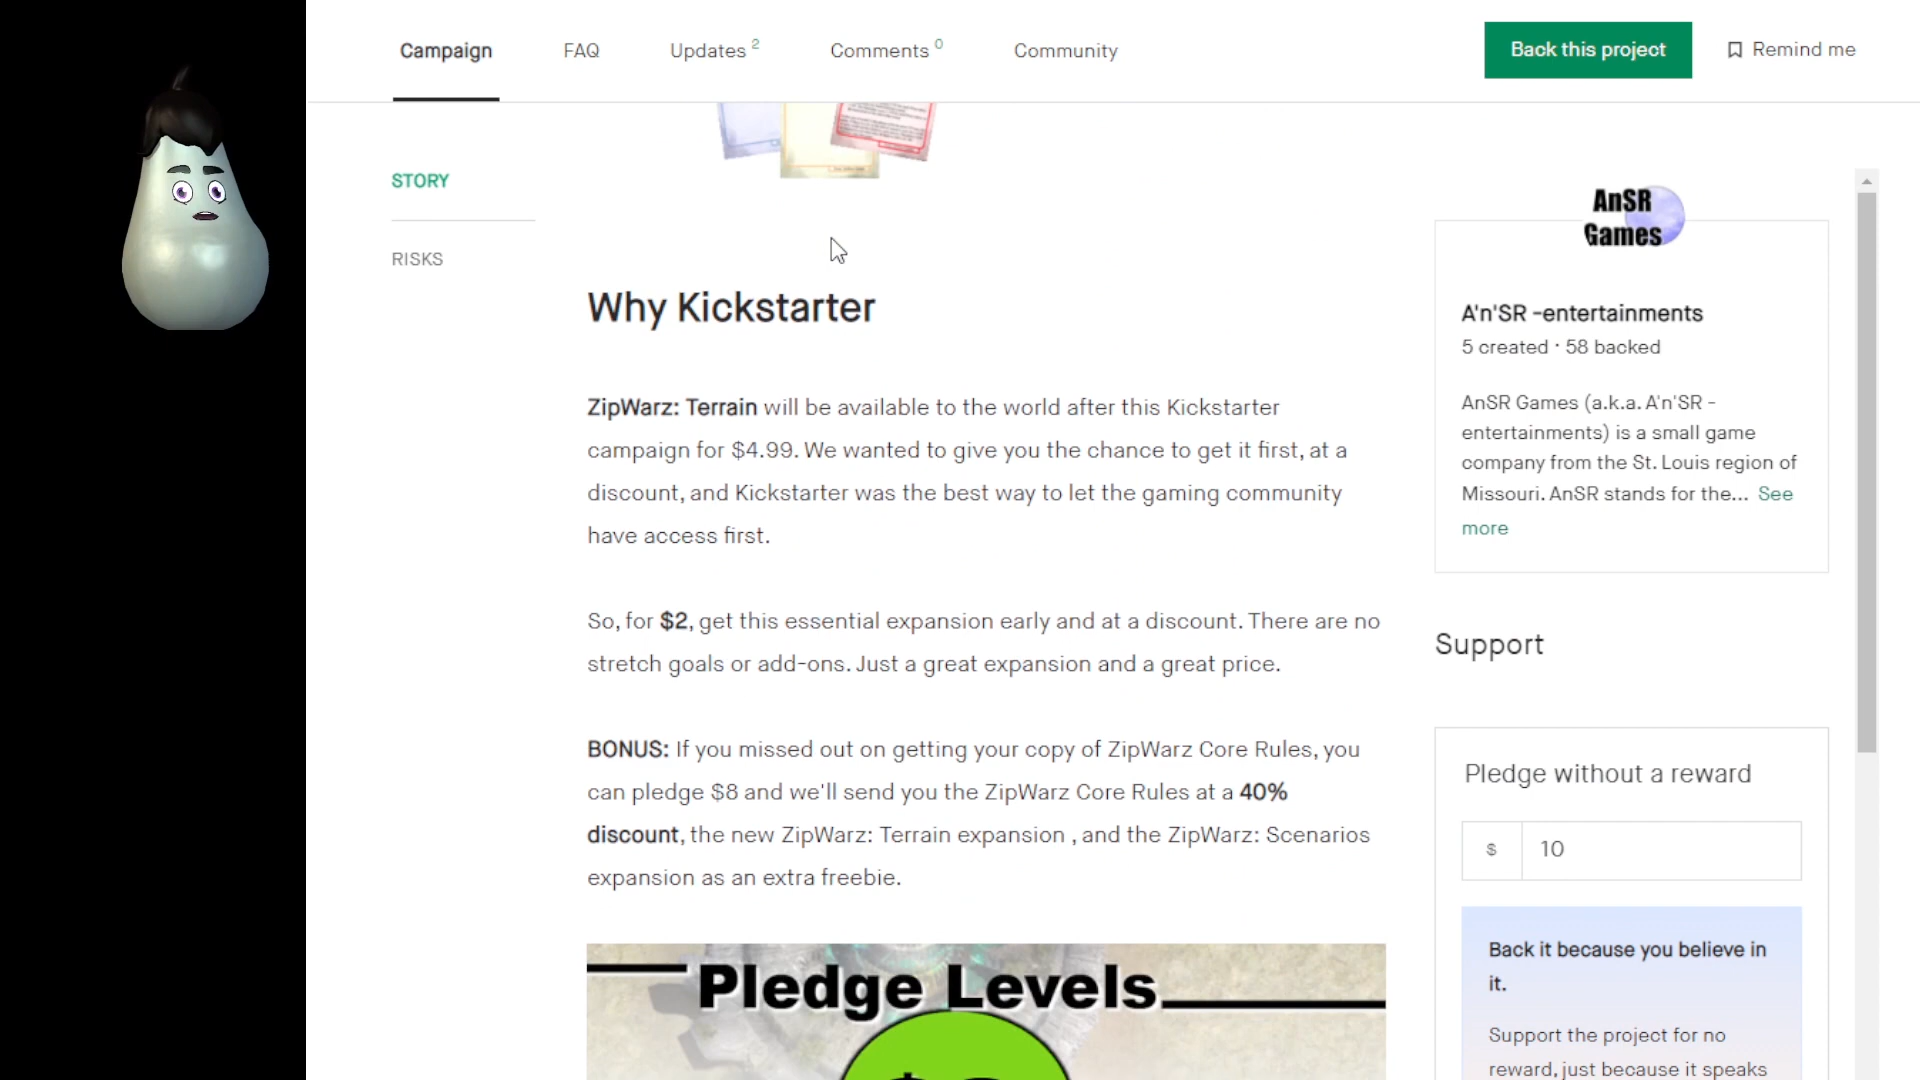 Campaign
FAQ
Updates 2
Comments 0
Community
Back this project
Remind me
STORY
RISKS
Why Kickstarter
ZipWarz: Terrain will be available to the world after this Kickstarter
campaign for $4.99. We wanted to give you the chance to get it first, at a
discount, and Kickstarter was the best way to let the gaming community
have access first.
So, for $2, get this essential expansion early and at a discount. There are no
stretch goals or add-ons. Just a great expansion and a great price.
BONUS: If you missed out on getting your copy of ZipWarz Core Rules, you
can pledge $8 and we'll send you the ZipWarz Core Rules at a 40%
discount, the new ZipWarz: Terrain expansion , and the ZipWarz: Scenarios
expansion as an extra freebie.
Pledge Levels
AnSR
Games
A'n'SR -entertainments
5 created · 58 backed
AnSR Games (a.k.a. A'n'SR -
entertainments) is a small game
company from the St. Louis region of
Missouri. AnSR stands for the... See
more
Support
Pledge without a reward
$ 10
Back it because you believe in
it.
Support the project for no
reward, just because it speaks